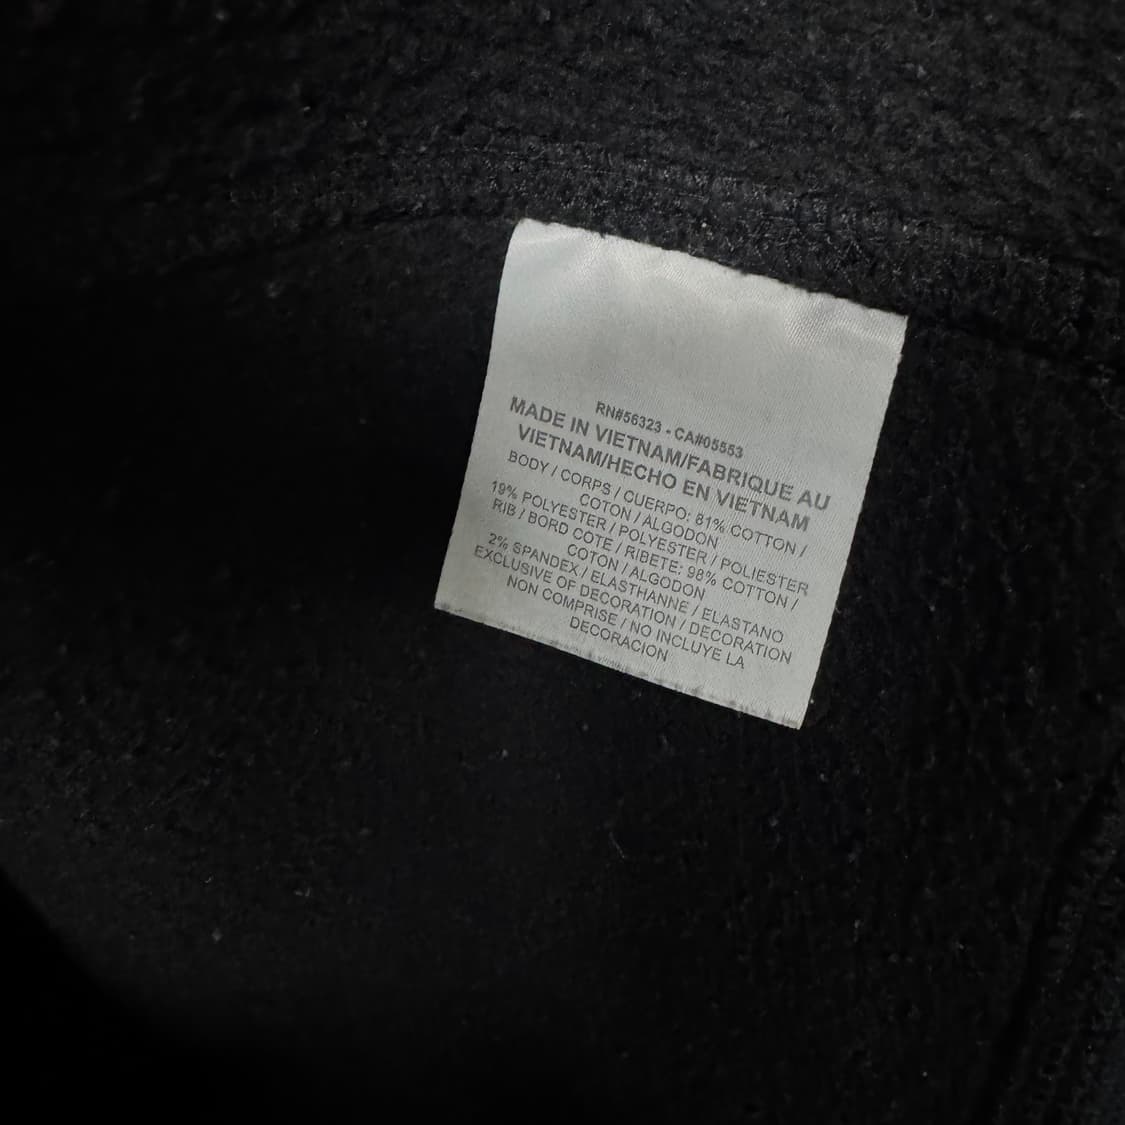 RN#56323 - CA#05553
MADE IN VIETNAM/FABRIQUE AU
VIETNAM/HECHO EN VIETNAM
BODY / CORPS / CUERPO: 81% COTTON /
COTON / ALGODON
19% POLYESTER / POLYESTER / POLIESTER
RIB / BORD COTE / RIBETE: 98% COTTON /
COTON / ALGODON
2% SPANDEX / ELASTHANNE / ELASTANO
EXCLUSIVE OF DECORATION / DECORATION
NON COMPRISE / NO INCLUYE LA
DECORACION